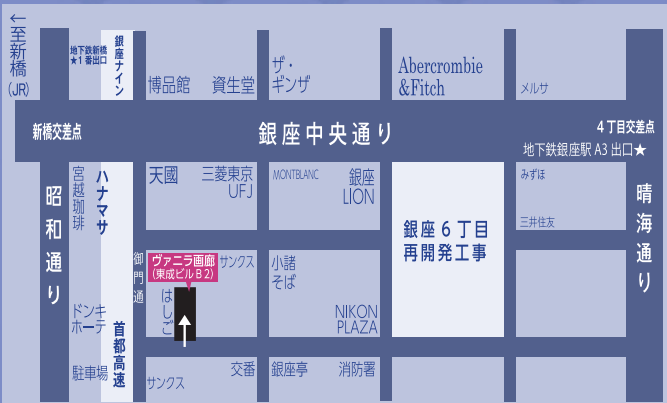 ←至新橋(JR)
地下鉄新橋
★1 番出口
銀座ナイン
博品館
資生堂
ザ・
ギンザ
Abercrombie
&Fitch
メルサ
新橋交差点
銀座中央通り
4丁目交差点
地下鉄銀座駅 A3 出口★
昭和通り
宮越珈琲
ハナマサ
天國
三菱東京
UFJ
MONTBLANC
銀座
LION
銀座6丁目
再開発工事
みずほ
三井住友
晴海通り
御門通
ヴァニラ画廊
(東成ビルB2)
サンクス
はしご
小諸
そば
NIKON
PLAZA
ドンキ
ホーテ
首都高速
駐車場
サンクス
交番
銀座亭
消防署